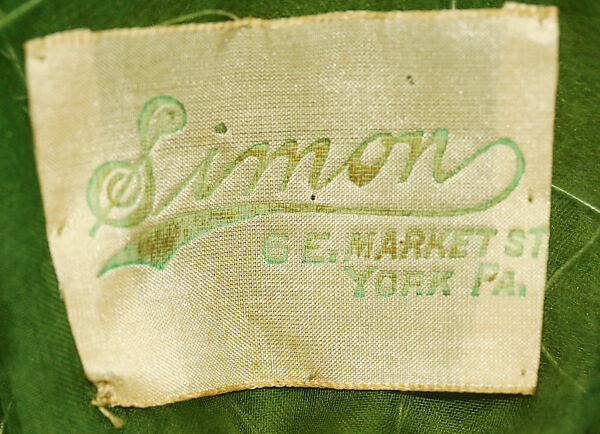 Simon
6 E. MARKET ST
YORK PA.